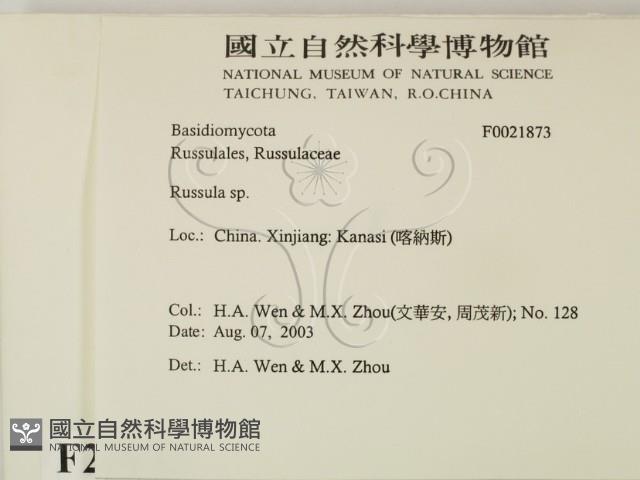 國立自然科學博物館
NATIONAL MUSEUM OF NATURAL SCIENCE
TAICHUNG, TAIWAN, R.O.CHINA
Basidiomycota F0021873
Russulales, Russulaceae
Russula sp.
Loc.: China. Xinjiang: Kanasi (喀納斯)
Col.: H.A. Wen & M.X. Zhou(文華安, 周茂新); No. 128
Date: Aug. 07, 2003
Det.: H.A. Wen & M.X. Zhou
國立自然科學博物館
NATIONAL MUSEUM OF NATURAL SCIENCE
F2